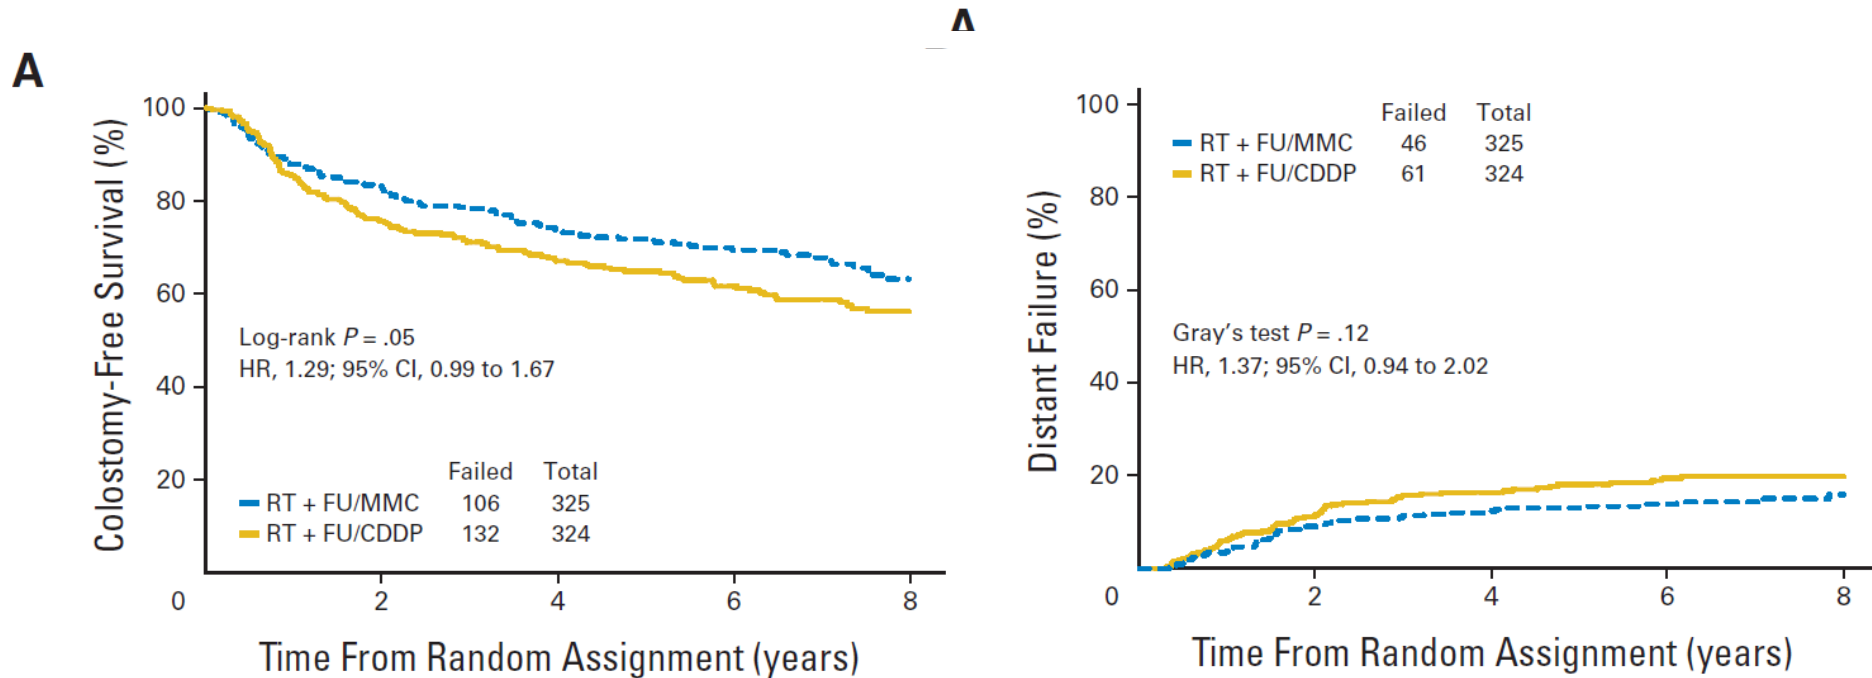 A
100
80
60
40
20
0
2
4
6
8
Colostomy-Free Survival (%)
Time From Random Assignment (years)
Log-rank P = .05
HR, 1.29; 95% CI, 0.99 to 1.67
Failed Total
RT + FU/MMC 106 325
RT + FU/CDDP 132 324
A
100
80
60
40
20
0
2
4
6
8
Distant Failure (%)
Time From Random Assignment (years)
Failed Total
RT + FU/MMC 46 325
RT + FU/CDDP 61 324
Gray's test P = .12
HR, 1.37; 95% CI, 0.94 to 2.02